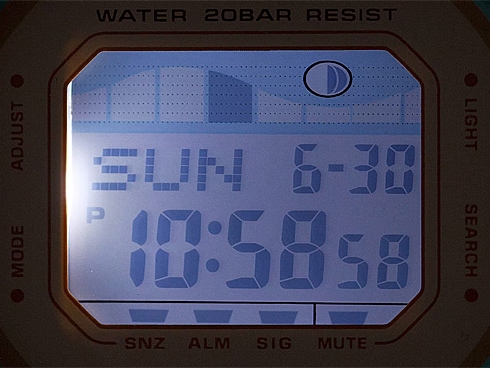 WATER 20BAR RESIST
ADJUST
LIGHT
SUN 6-30
P 10:58 58
MODE
SEARCH
SNZ ALM SIG MUTE